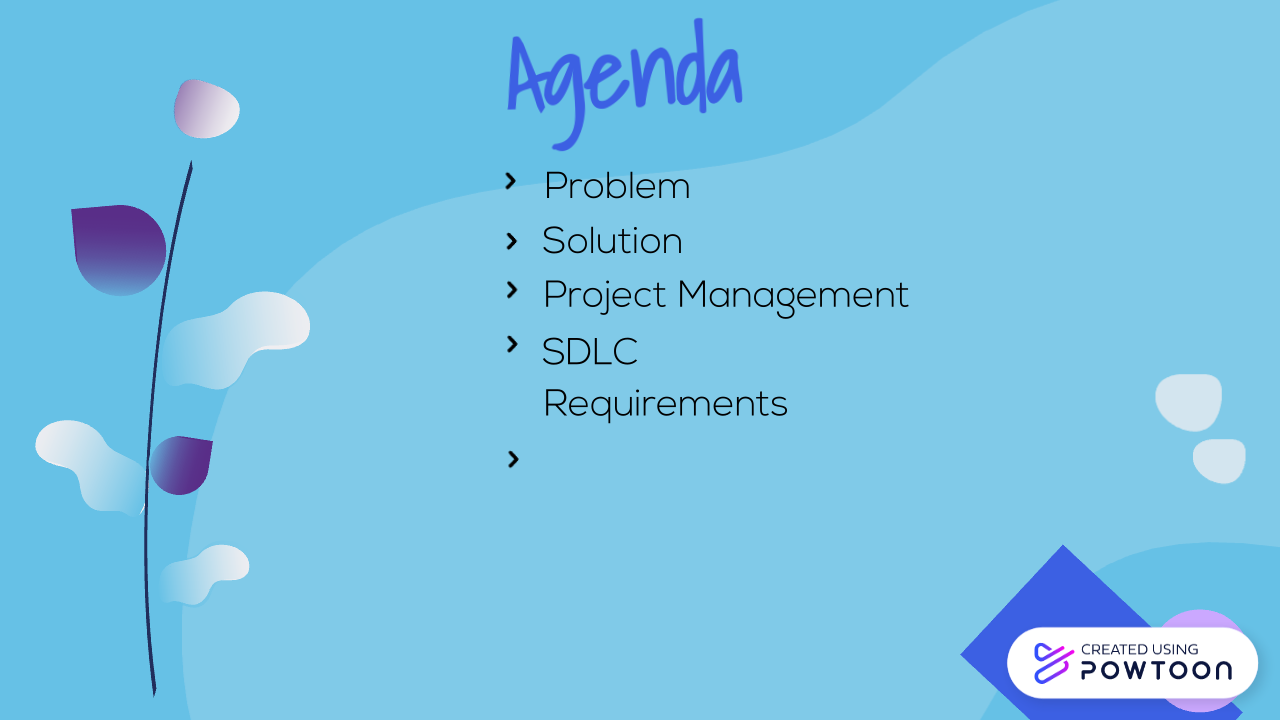 Agenda
Problem
Solution
Project Management
SDLC
Requirements
CREATED USING
POWTOON